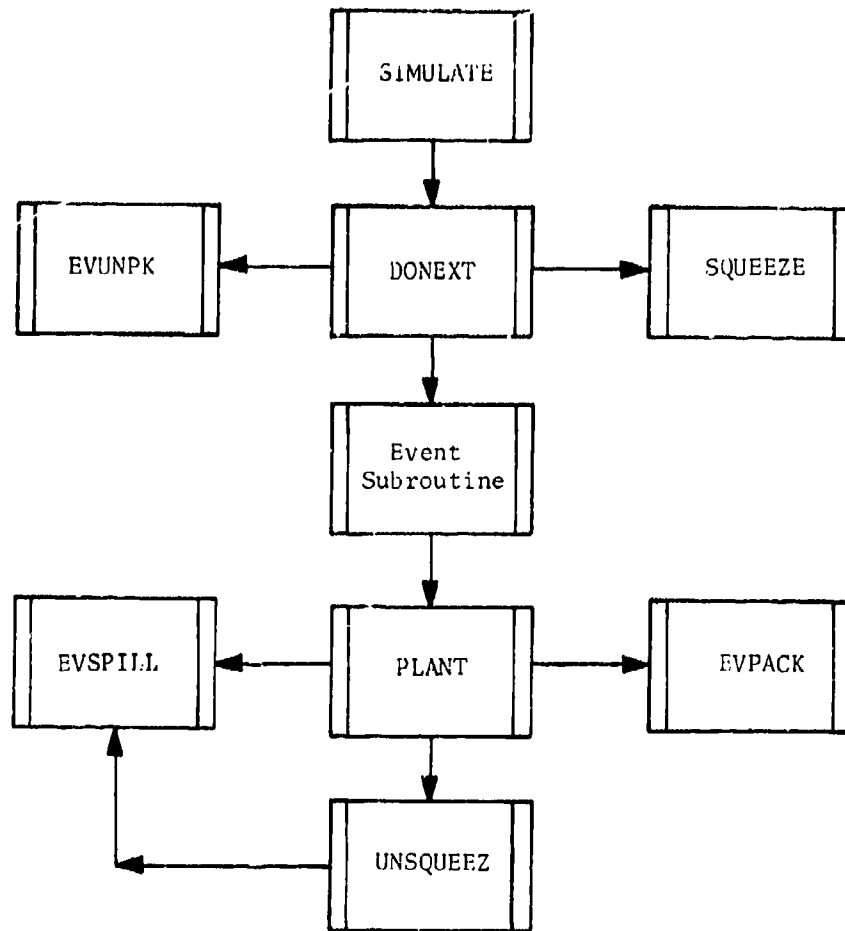 SIMULATE
EVUNPK
DONEXT
SQUEEZE
Event
Subroutine
EVSPILL
PLANT
EVPACK
UNSQUEEZ